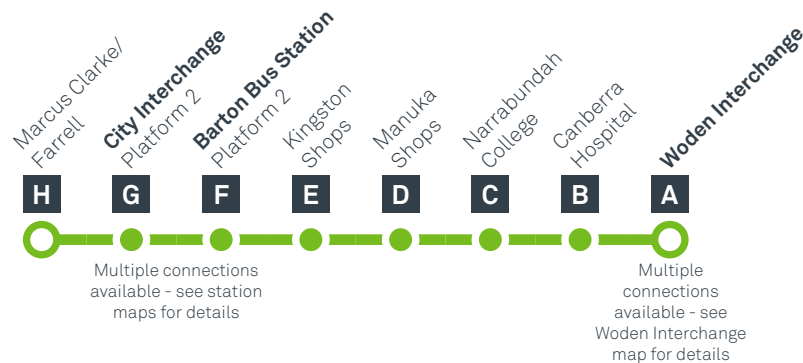 Marcus Clarke/
Farrell
City Interchange
Platform 2
Barton Bus Station
Platform 2
Kingston
Shops
Manuka
Shops
Narrabundah
College
Canberra
Hospital
Woden Interchange
H
G
F
E
D
C
B
A
Multiple connections
available - see station
maps for details
Multiple
connections
available - see
Woden Interchange
map for details